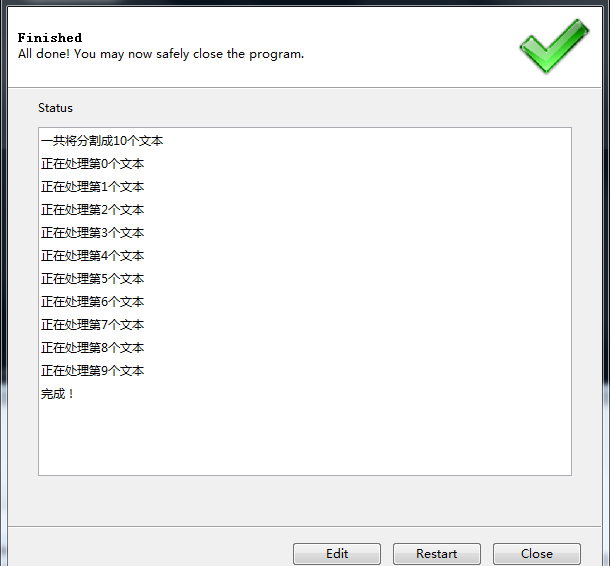 Finished
All done! You may now safely close the program.
Status
一共将分割成10个文本
正在处理第0个文本
正在处理第1个文本
正在处理第2个文本
正在处理第3个文本
正在处理第4个文本
正在处理第5个文本
正在处理第6个文本
正在处理第7个文本
正在处理第8个文本
正在处理第9个文本
完成！
Edit
Restart
Close